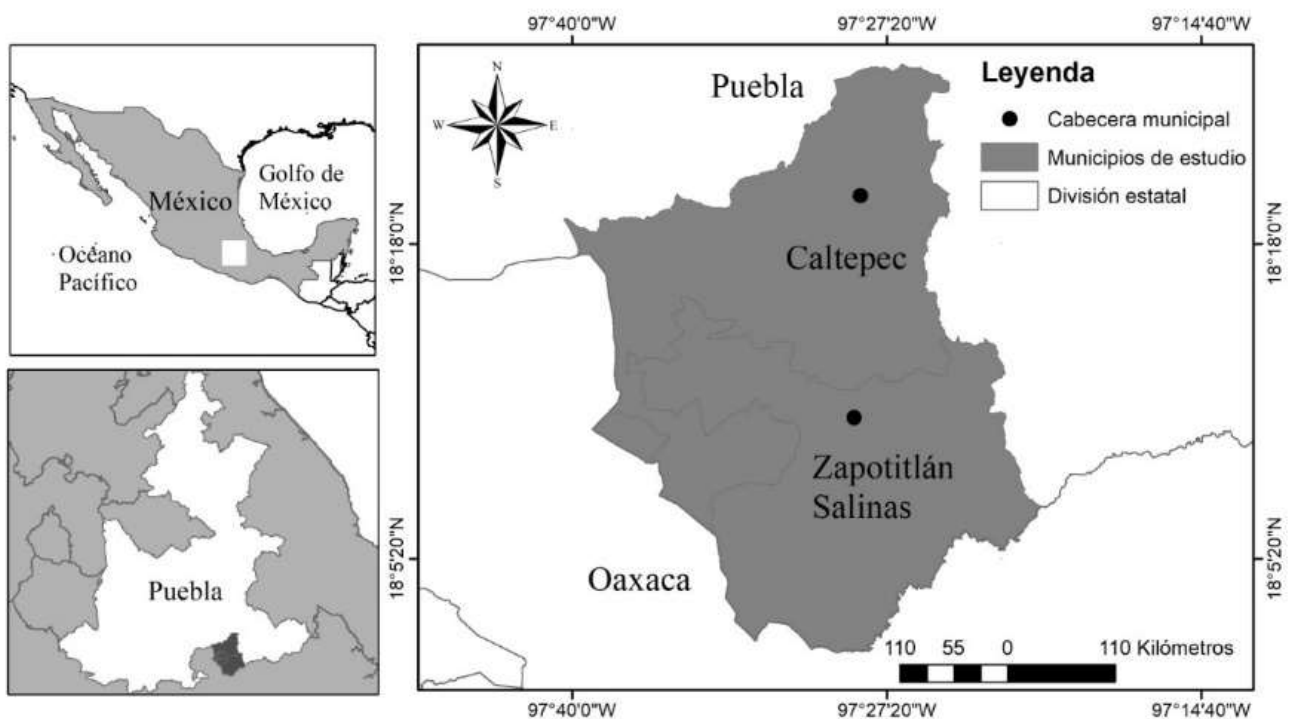 Golfo de
México
México
Océano
Pacífico
Puebla
97°40'0"W
97°27'20"W
97°14'40"W
18°18'0"N
18°5'20"N
18°18'0"N
18°5'20"N
N
W
E
S
Puebla
Leyenda
Cabecera municipal
Municipios de estudio
División estatal
Caltepec
Zapotitlán
Salinas
Oaxaca
110 55 0 110 Kilómetros
97°40'0"W
97°27'20"W
97°14'40"W